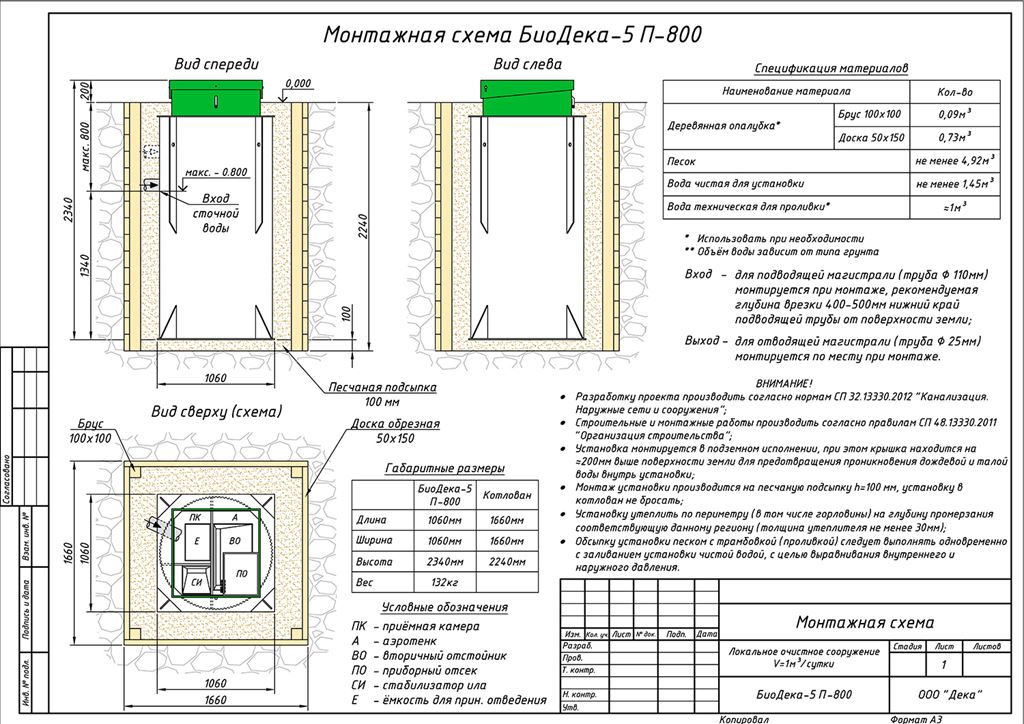 Монтажная схема БиоДека-5 П-800
Вид спереди
0,000
200
макс. 800
макс. - 0.800
Вход
сточной
воды
2340
1340
2240
100
1060
Песчаная подсыпка
100 мм
Вид слева
Спецификация материалов
Наименование материала Кол-во
Деревянная опалубка* Брус 100х100 0,09м³
Доска 50х150 0,73м³
Песок не менее 4,92м³
Вода чистая для установки не менее 1,45м³
Вода техническая для проливки* ≈1м³
* Использовать при необходимости
** Объём воды зависит от типа грунта
Вход - для подводящей магистрали (труба Ф 110мм)
монтируется при монтаже, рекомендуемая
глубина врезки 400-500мм нижний край
подводящей трубы от поверхности земли;
Выход - для отводящей магистрали (труба Ф 25мм)
монтируется по месту при монтаже.
ВНИМАНИЕ!
• Разработку проекта производить согласно нормам СП 32.13330.2012 "Канализация.
Наружные сети и сооружения";
• Строительные и монтажные работы производить согласно правилам СП 48.13330.2011
"Организация строительства";
• Установка монтируется в подземном исполнении, при этом крышка находится на
≈200мм выше поверхности земли для предотвращения проникновения дождевой и талой
воды внутрь установки;
• Монтаж установки производится на песчаную подсыпку h=100 мм, установку в
котлован не бросать;
• Установку утеплить по периметру (в том числе горловины) на глубину промерзания
соответствующую данному региону (толщина утеплителя не менее 30мм);
• Обсыпку установки песком с трамбовкой (проливкой) следует выполнять одновременно
с заливанием установки чистой водой, с целью выравнивания внутреннего и
наружного давления.
Вид сверху (схема)
Брус
100х100
Доска обрезная
50х150
ПК
А
Е
ВО
ПО
СИ
1660
1060
1060
1660
Габаритные размеры
БиоДека-5
П-800
Котлован
Длина 1060мм 1660мм
Ширина 1060мм 1660мм
Высота 2340мм 2240мм
Вес 132кг
Условные обозначения
ПК - приёмная камера
А - аэротенк
ВО - вторичный отстойник
ПО - приборный отсек
СИ - стабилизатор ила
Е - ёмкость для прин. отведения
Согласовано
Взам. инв. №
Подпись и дата
Инв. № подл.
Изм. Кол. уч Лист № док. Подп. Дата
Разраб.
Пров.
Т. контр.
Н. контр.
Утв.
Монтажная схема
Локальное очистное сооружение
V=1м³/сутки
Стадия Лист Листов
1
БиоДека-5 П-800
ООО "Дека"
Копировал
Формат А3